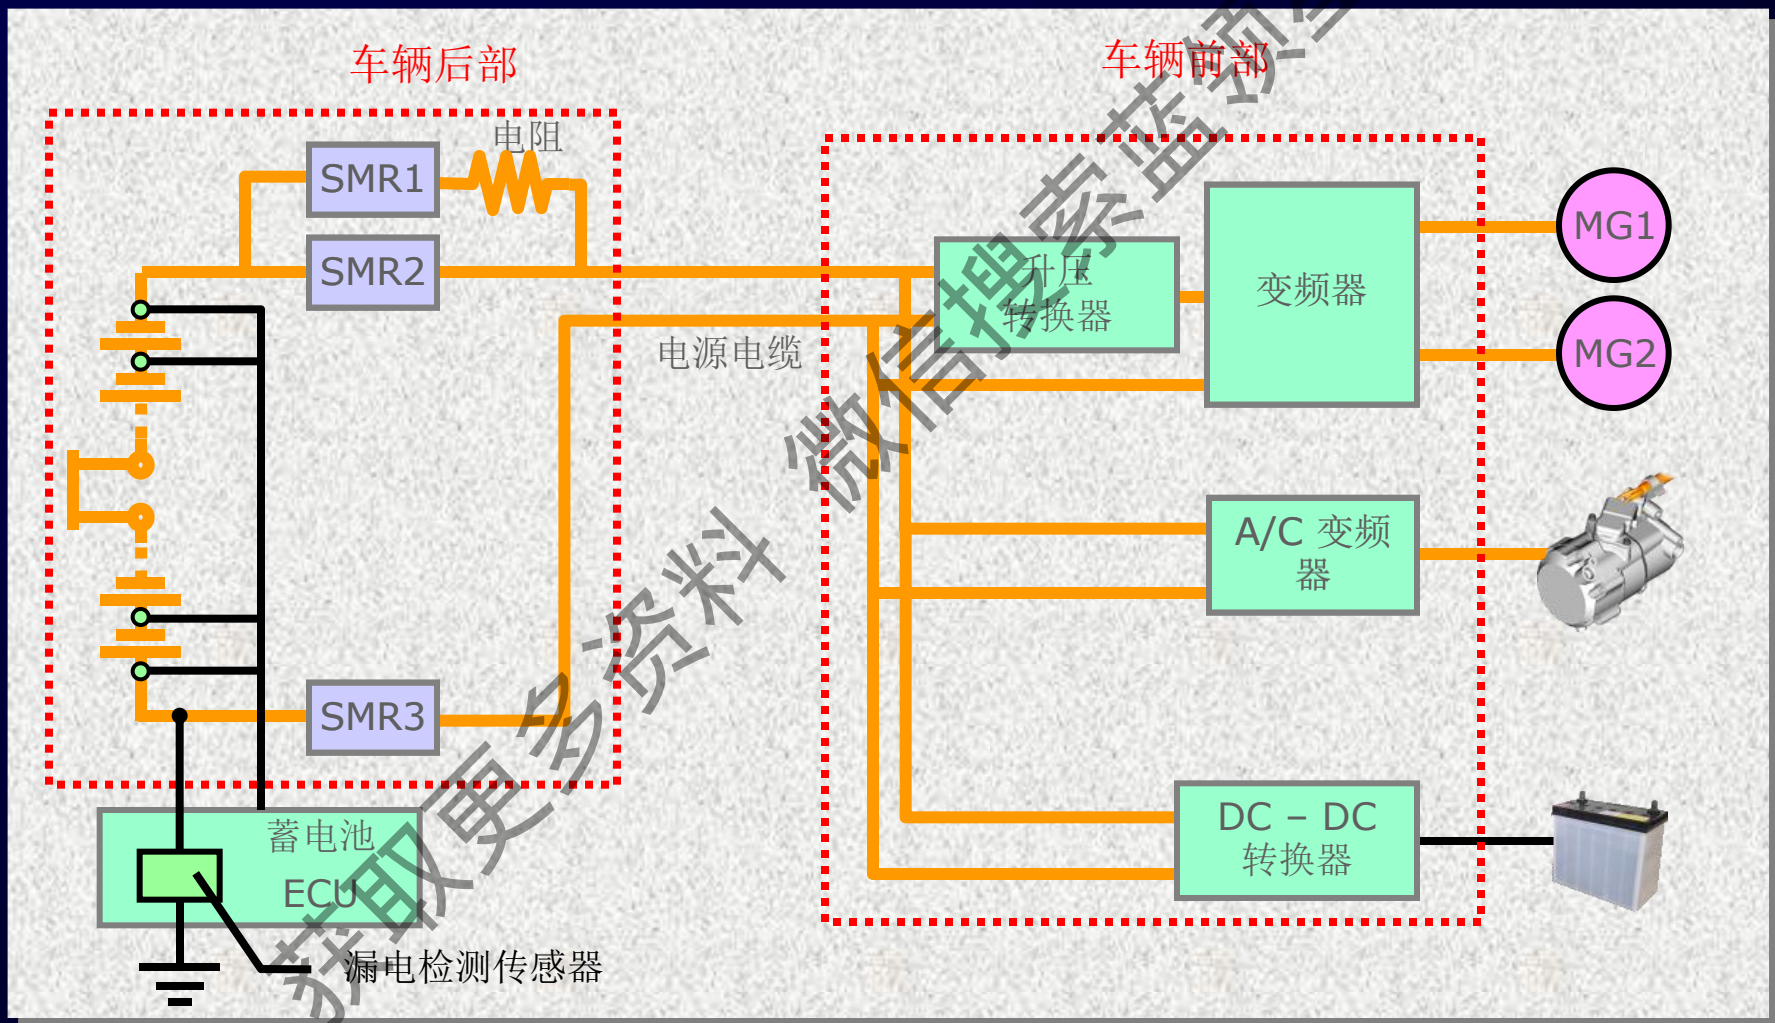 车辆后部
车辆前部
电阻
SMR1
SMR2
升压
转换器
变频器
MG1
MG2
电源电缆
A/C 变频
器
SMR3
DC – DC
转换器
蓄电池
ECU
漏电检测传感器
获取更多资料 微信搜索蓝领